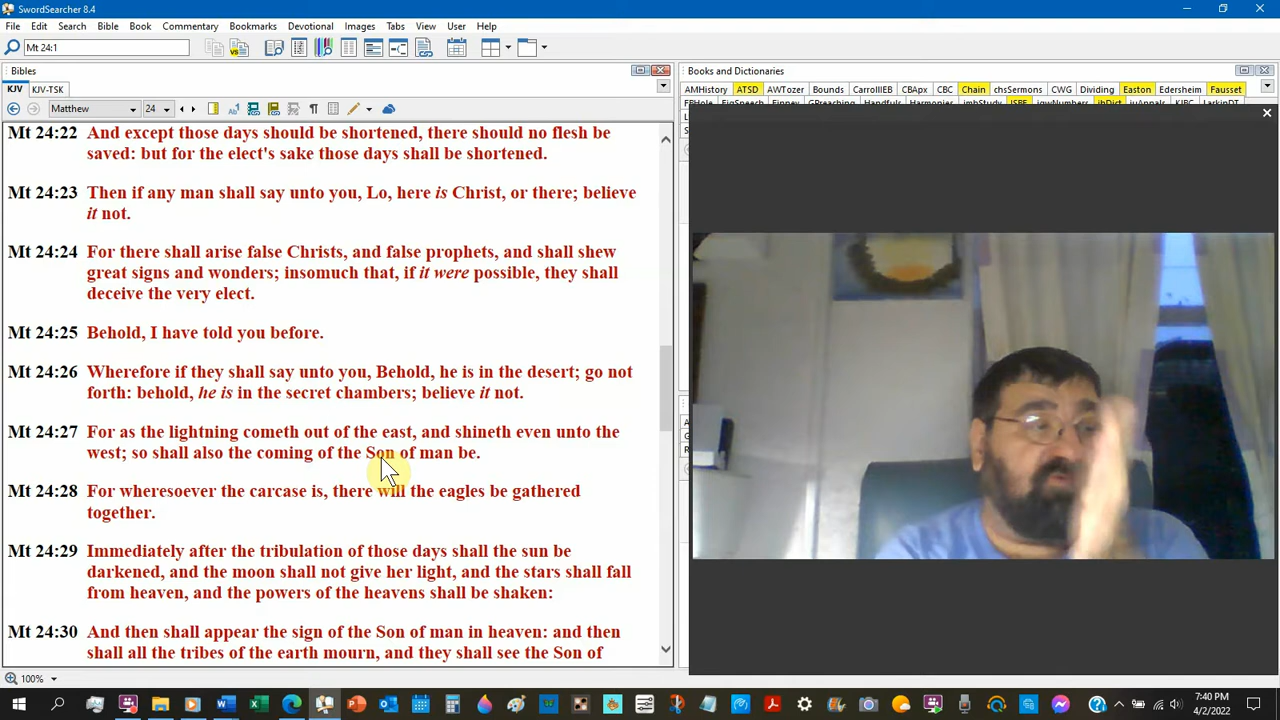 SwordSearcher 8.4
File Edit Search Bible Book Commentary Bookmarks Devotional Images Tabs View User Help
Mt 24:1
Bibles
KJV KJV-TSK
Matthew 24
Mt 24:22 And except those days should be shortened, there should no flesh be
saved: but for the elect's sake those days shall be shortened.
Mt 24:23 Then if any man shall say unto you, Lo, here is Christ, or there; believe
it not.
Mt 24:24 For there shall arise false Christs, and false prophets, and shall shew
great signs and wonders; insomuch that, if it were possible, they shall
deceive the very elect.
Mt 24:25 Behold, I have told you before.
Mt 24:26 Wherefore if they shall say unto you, Behold, he is in the desert; go not
forth: behold, he is in the secret chambers; believe it not.
Mt 24:27 For as the lightning cometh out of the east, and shineth even unto the
west; so shall also the coming of the Son of man be.
Mt 24:28 For wheresoever the carcase is, there will the eagles be gathered
together.
Mt 24:29 Immediately after the tribulation of those days shall the sun be
darkened, and the moon shall not give her light, and the stars shall fall
from heaven, and the powers of the heavens shall be shaken:
Mt 24:30 And then shall appear the sign of the Son of man in heaven: and then
shall all the tribes of the earth mourn, and they shall see the Son of
100%
Books and Dictionaries
AMHistory ATSD AWTozer Bounds CarrollIEB CBApx CBC Chain chsSermons CWG Dividing Easton Edersheim Fausset
7:40 PM
4/2/2022